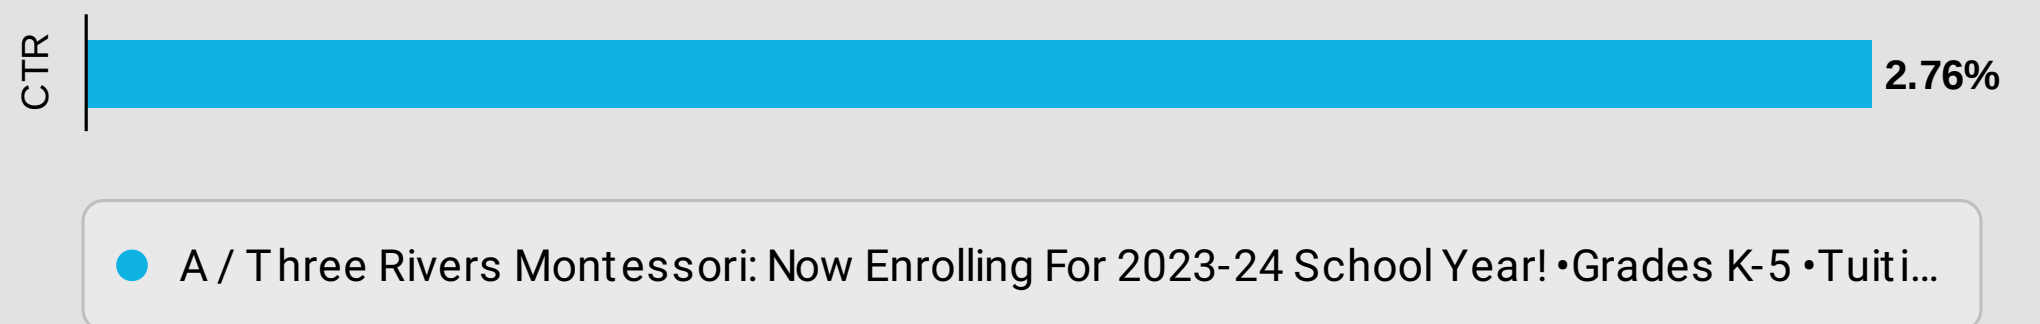 CTR
2.76%
A / Three Rivers Montessori: Now Enrolling For 2023-24 School Year! •Grades K-5 •Tuiti...